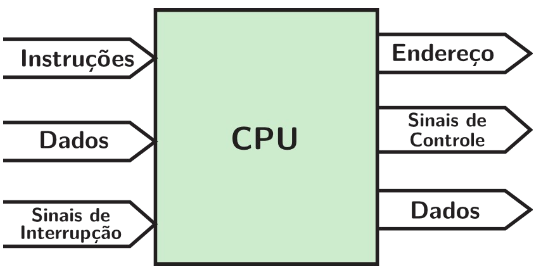 Instruções
Dados
Sinais de
Interrupção
CPU
Endereço
Sinais de
Controle
Dados